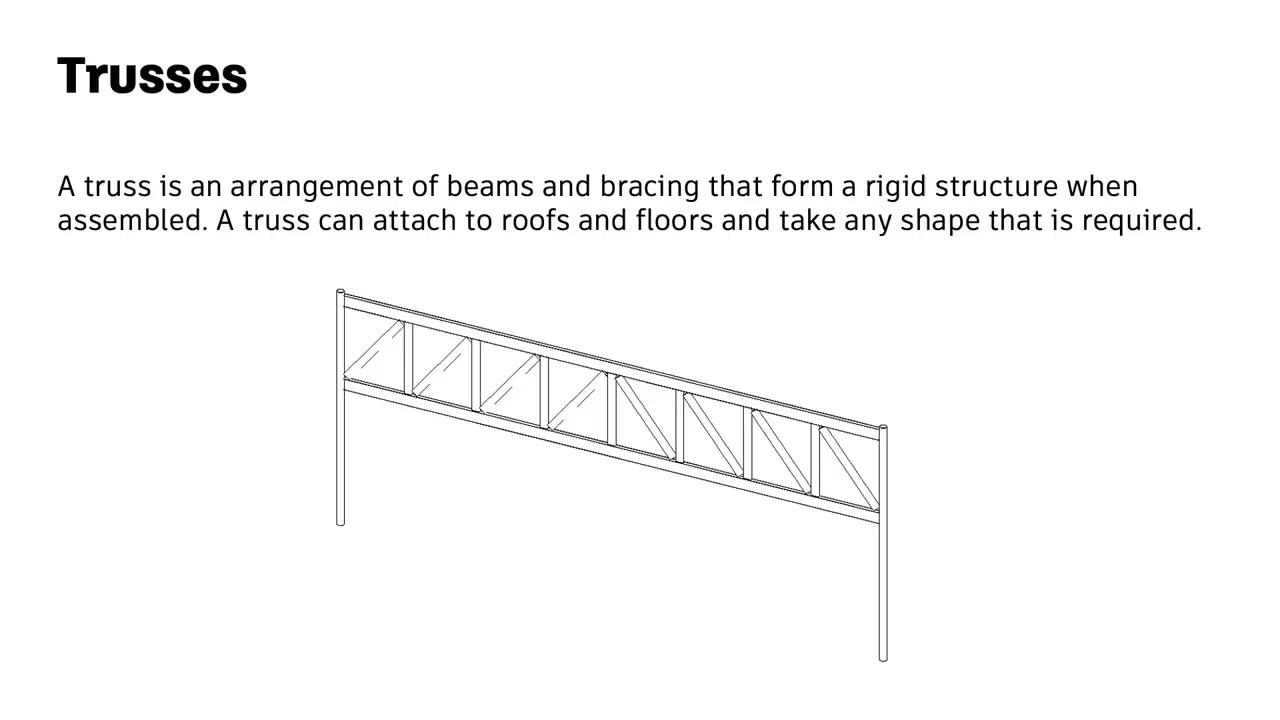 Trusses
A truss is an arrangement of beams and bracing that form a rigid structure when
assembled. A truss can attach to roofs and floors and take any shape that is required.